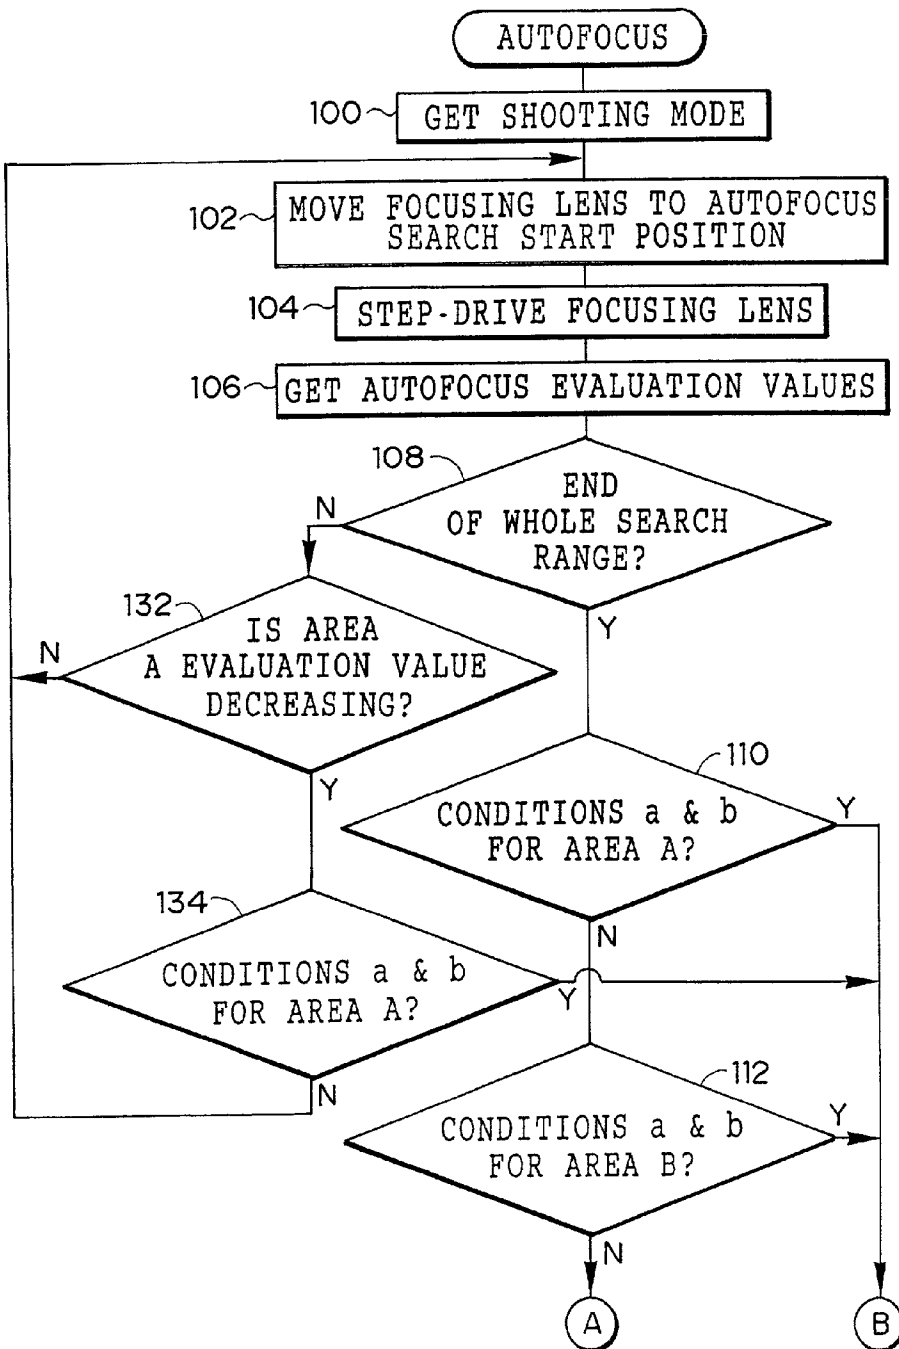 AUTOFOCUS
100
GET SHOOTING MODE
102
MOVE FOCUSING LENS TO AUTOFOCUS
SEARCH START POSITION
104
STEP-DRIVE FOCUSING LENS
106
GET AUTOFOCUS EVALUATION VALUES
108
END
OF WHOLE SEARCH
RANGE?
N
Y
132
IS AREA
A EVALUATION VALUE
DECREASING?
N
Y
110
CONDITIONS a & b
FOR AREA A?
Y
N
134
CONDITIONS a & b
FOR AREA A?
Y
N
112
CONDITIONS a & b
FOR AREA B?
Y
N
A
B